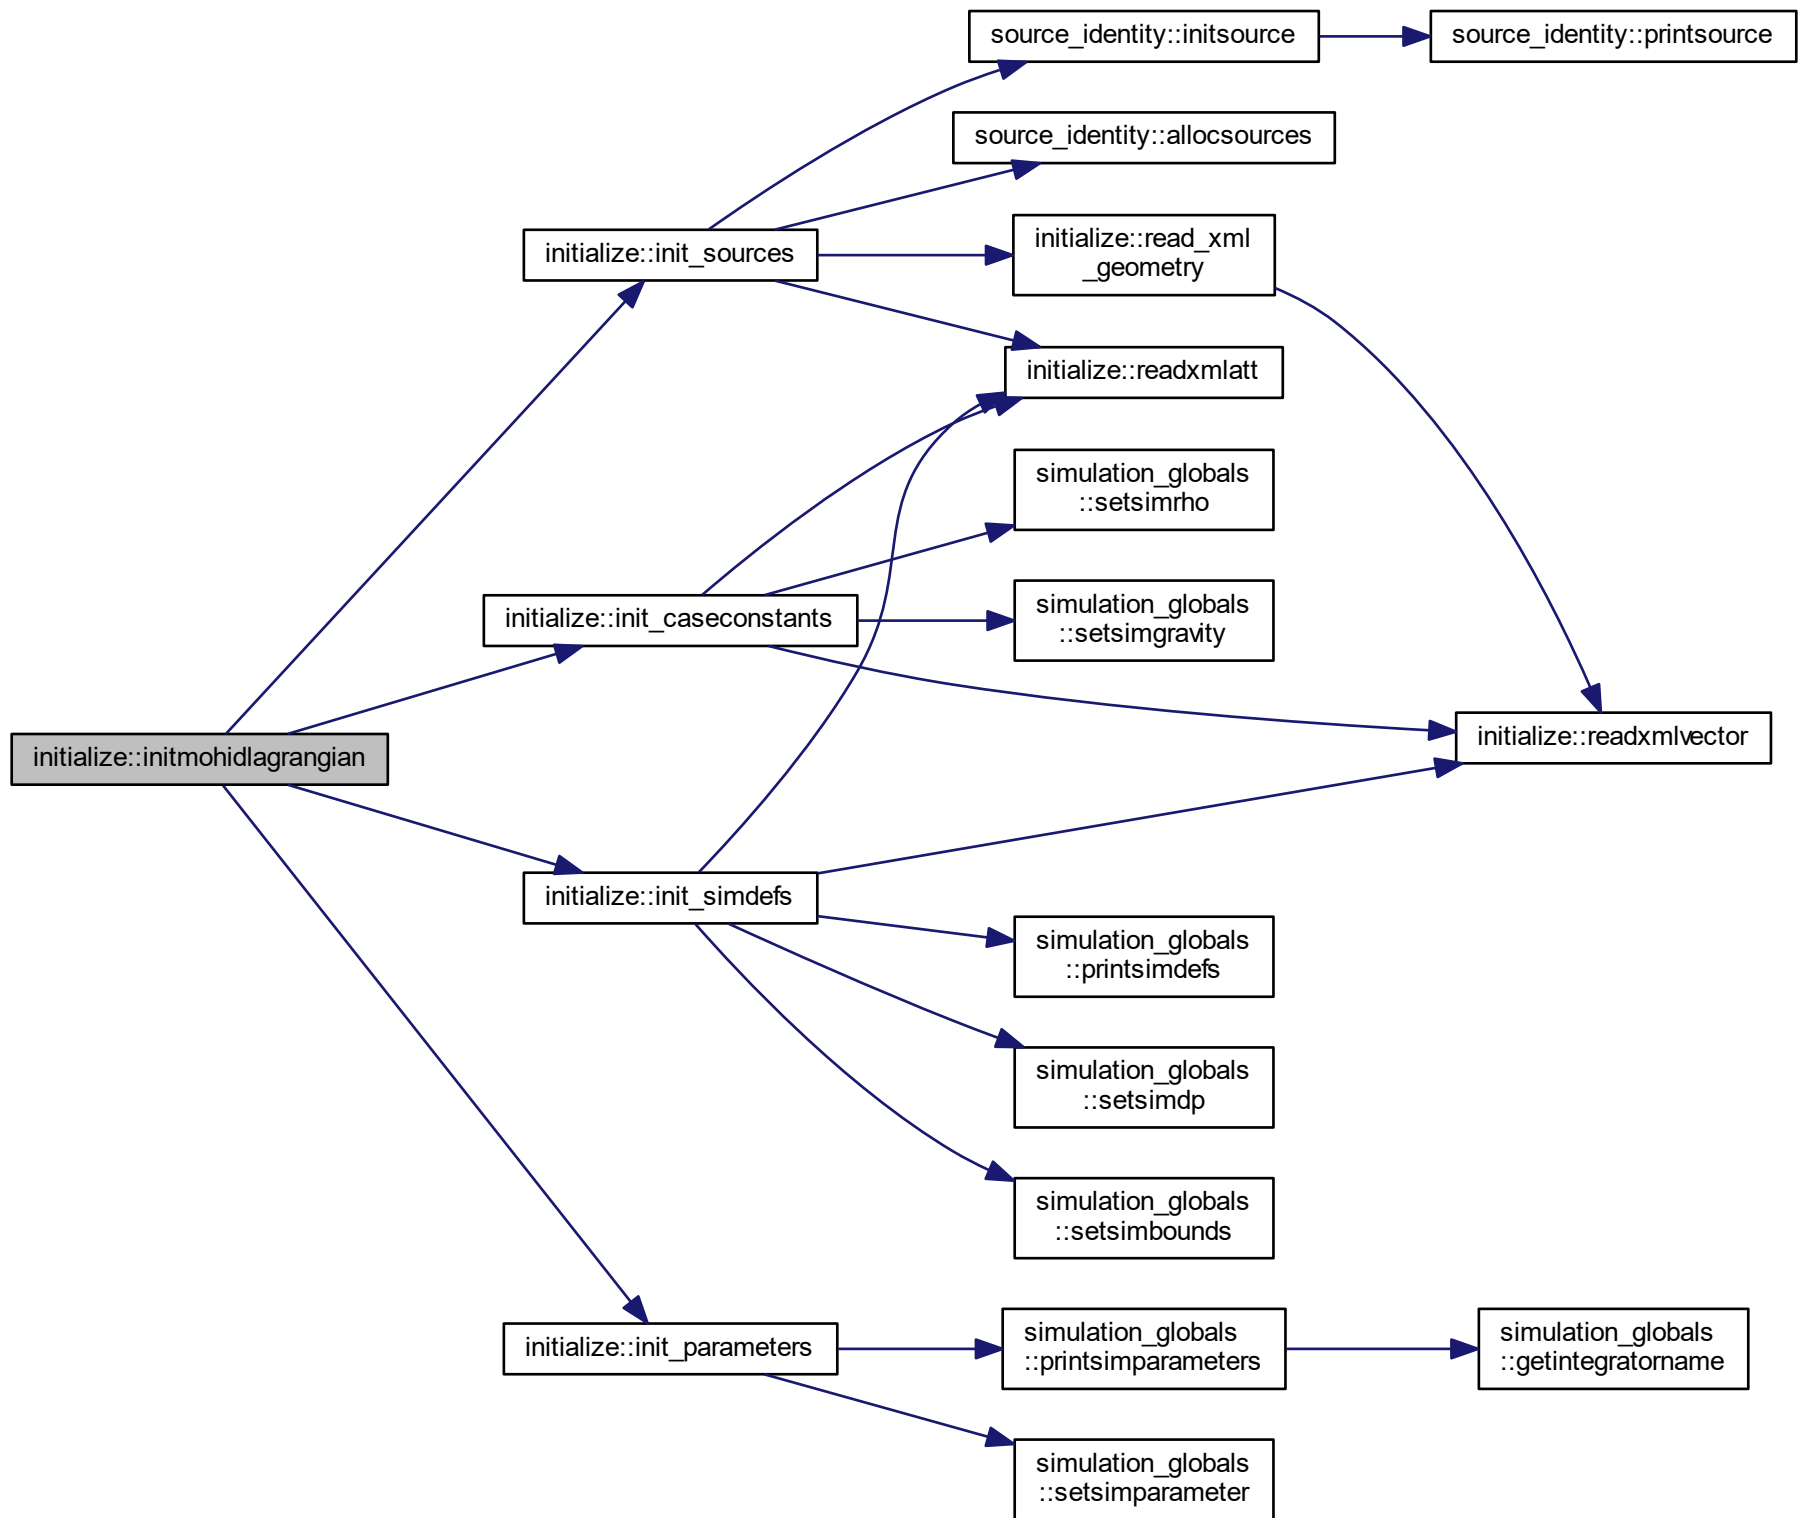 source_identity::initsource
source_identity::printsource
source_identity::allocsources
initialize::init_sources
initialize::read_xml
_geometry
initialize::readxmlatt
simulation_globals
::setsimrho
initialize::init_caseconstants
simulation_globals
::setsimgravity
initialize::initmohidlagrangian
initialize::readxmlvector
initialize::init_simdefs
simulation_globals
::printsimdefs
simulation_globals
::setsimdp
simulation_globals
::setsimbounds
initialize::init_parameters
simulation_globals
::printsimparameters
simulation_globals
::getintegratorname
simulation_globals
::setsimparameter